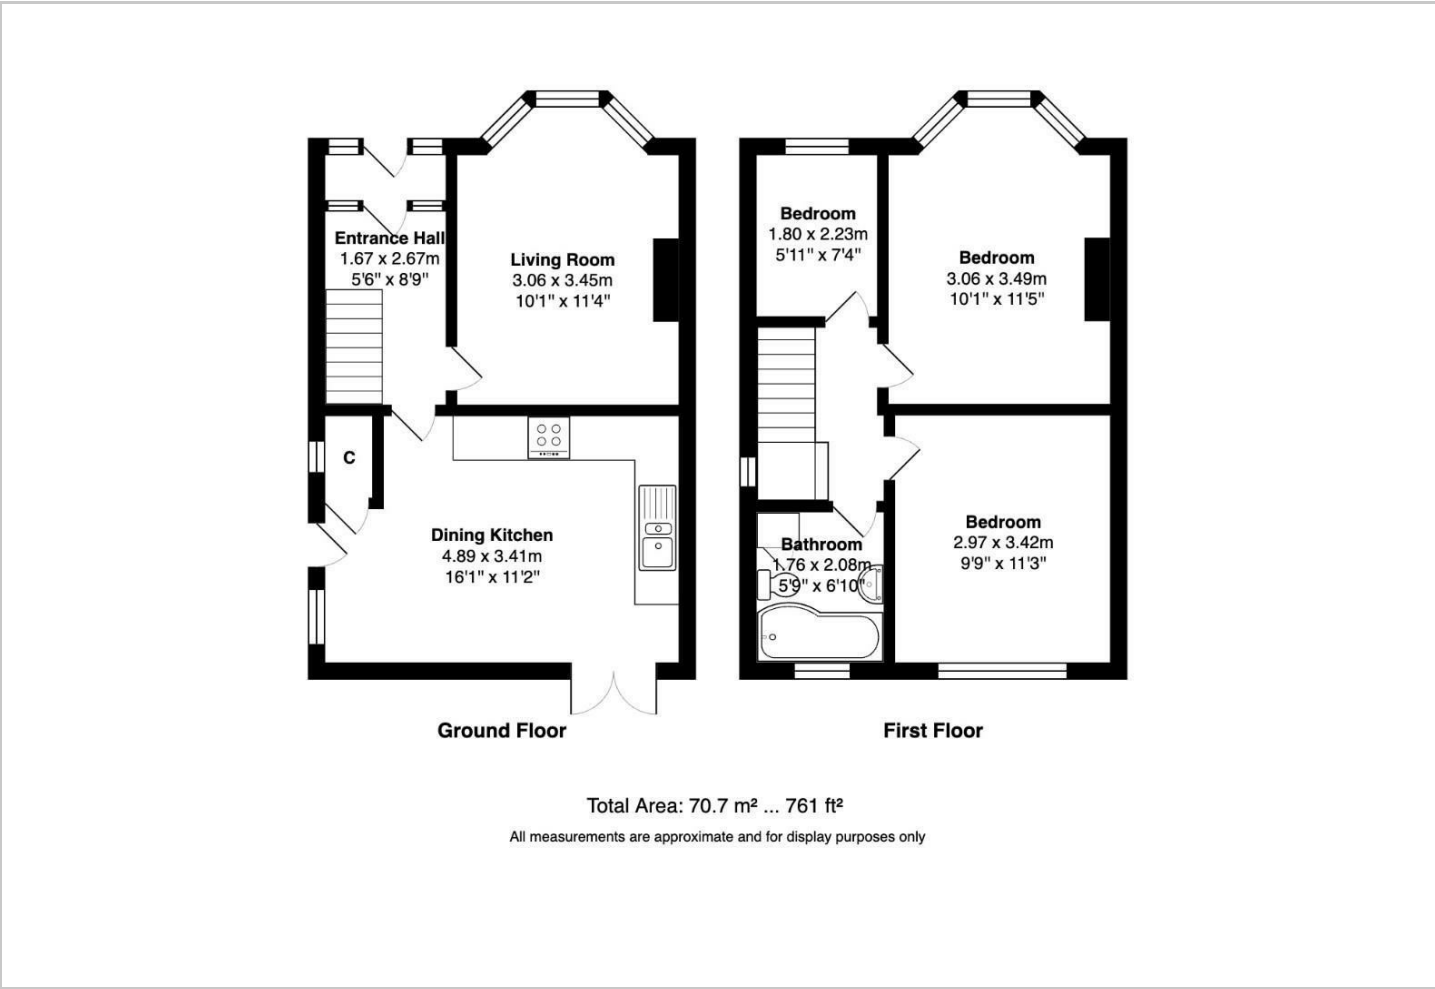 Entrance Hall
1.67 x 2.67m
5'6" x 8'9"
Living Room
3.06 x 3.45m
10'1" x 11'4"
C
Dining Kitchen
4.89 x 3.41m
16'1" x 11'2"
Ground Floor
Bedroom
1.80 x 2.23m
5'11" x 7'4"
Bedroom
3.06 x 3.49m
10'1" x 11'5"
Bathroom
1.76 x 2.08m
5'9" x 6'10"
Bedroom
2.97 x 3.42m
9'9" x 11'3"
First Floor
Total Area: 70.7 m² ... 761 ft²
All measurements are approximate and for display purposes only